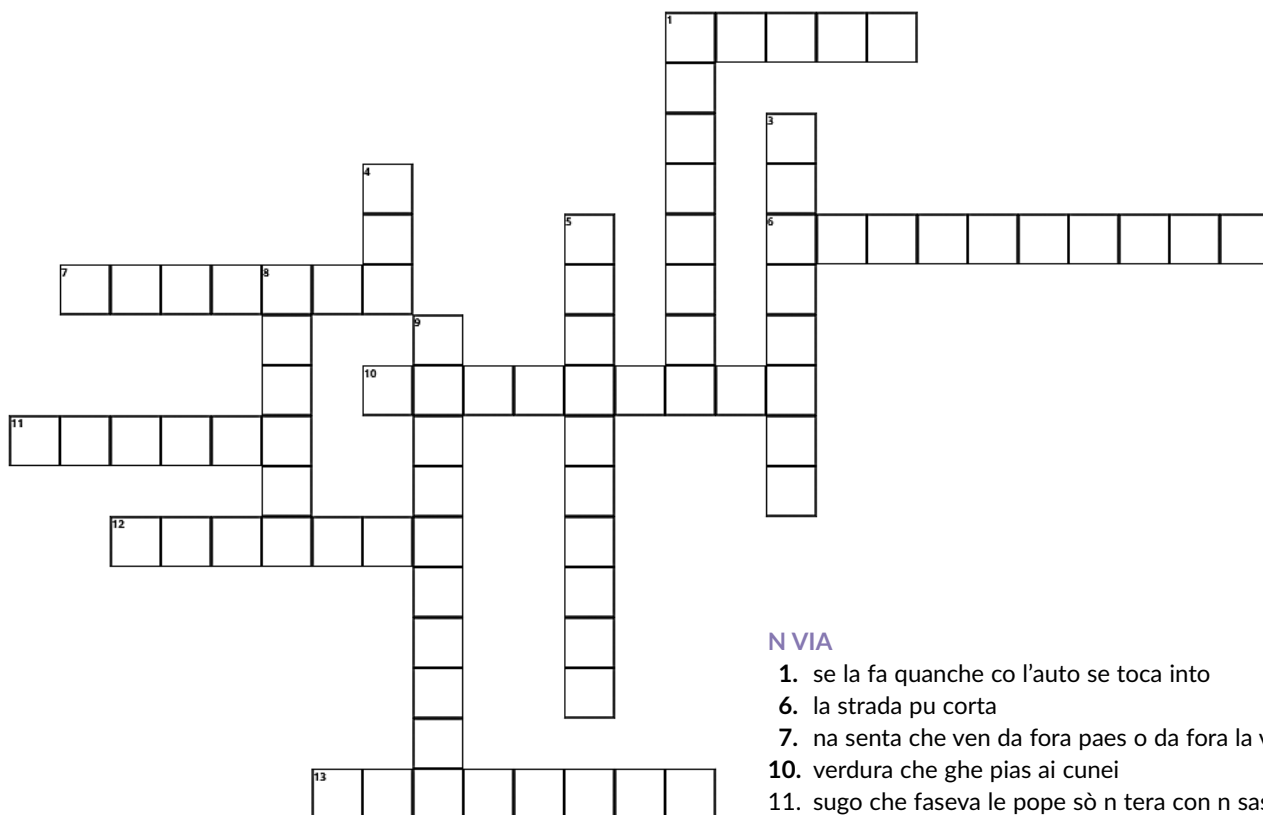 1
3
4
5
6
7 8
9
10
11
12
13
N VIA
1. se la fa quanche co l’auto se toca into
6. la strada pu corta
7. na senta che ven da fora paes o da fora la
10. verdura che ghe pias ai cunei
11. sugo che faseva le pope sò n tera con n